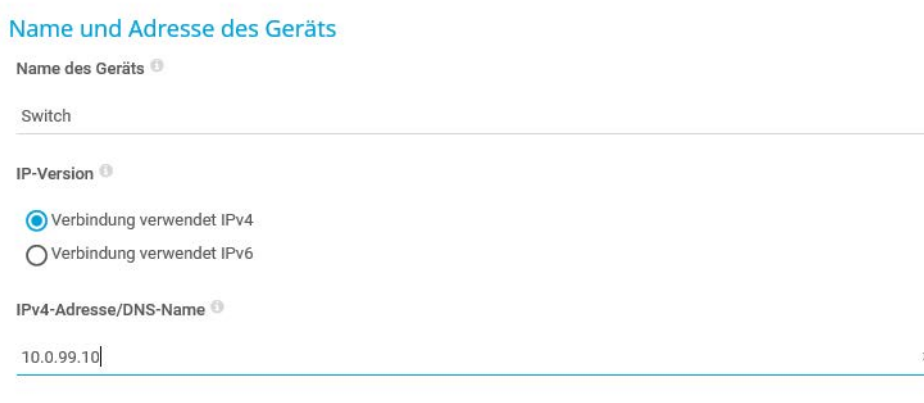 Name und Adresse des Geräts
Name des Geräts
Switch
IP-Version
Verbindung verwendet IPv4
Verbindung verwendet IPv6
IPv4-Adresse/DNS-Name
10.0.99.10